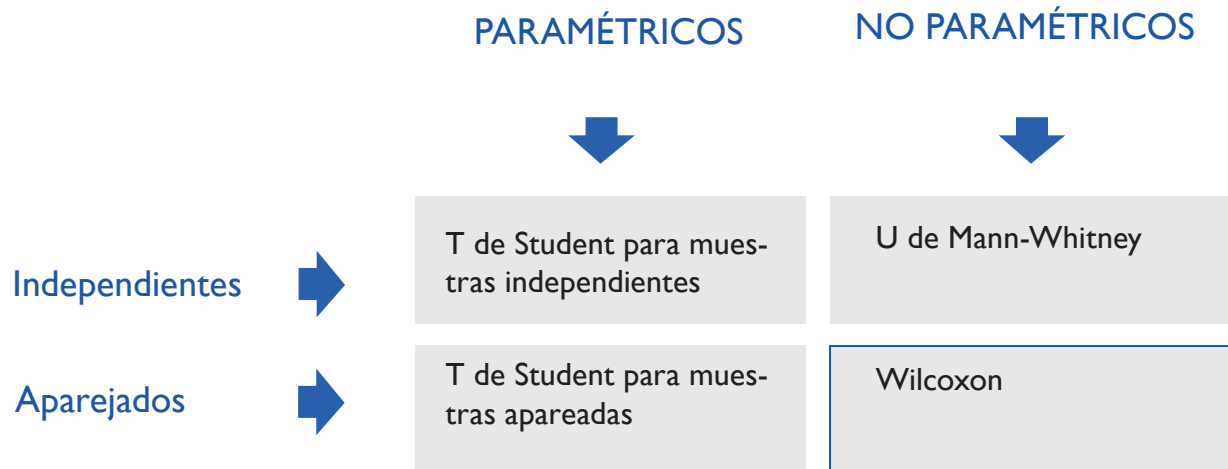 PARAMÉTRICOS
NO PARAMÉTRICOS
Independientes
T de Student para mues-
tras independientes
U de Mann-Whitney
Aparejados
T de Student para mues-
tras apareadas
Wilcoxon